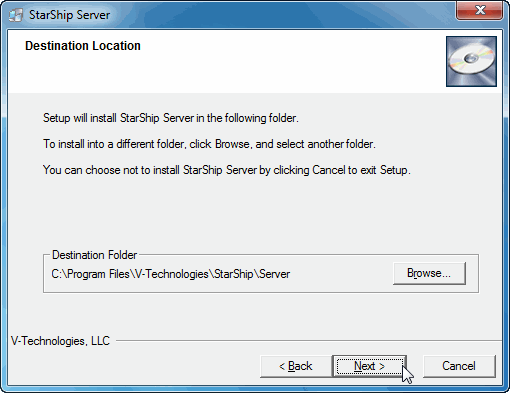 StarShip Server
Destination Location
Setup will install StarShip Server in the following folder.
To install into a different folder, click Browse, and select another folder.
You can choose not to install StarShip Server by clicking Cancel to exit Setup.
Destination Folder
C:\Program Files\V-Technologies\StarShip\Server
Browse...
V-Technologies, LLC
< Back
Next >
Cancel